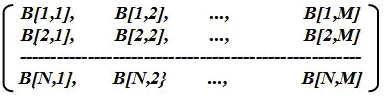 B[1,1], B[1,2], ..., B[1,M]
B[2,1], B[2,2], ..., B[2,M]
--------------------------------------------------------
B[N,1], B[N,2} ..., B[N,M]